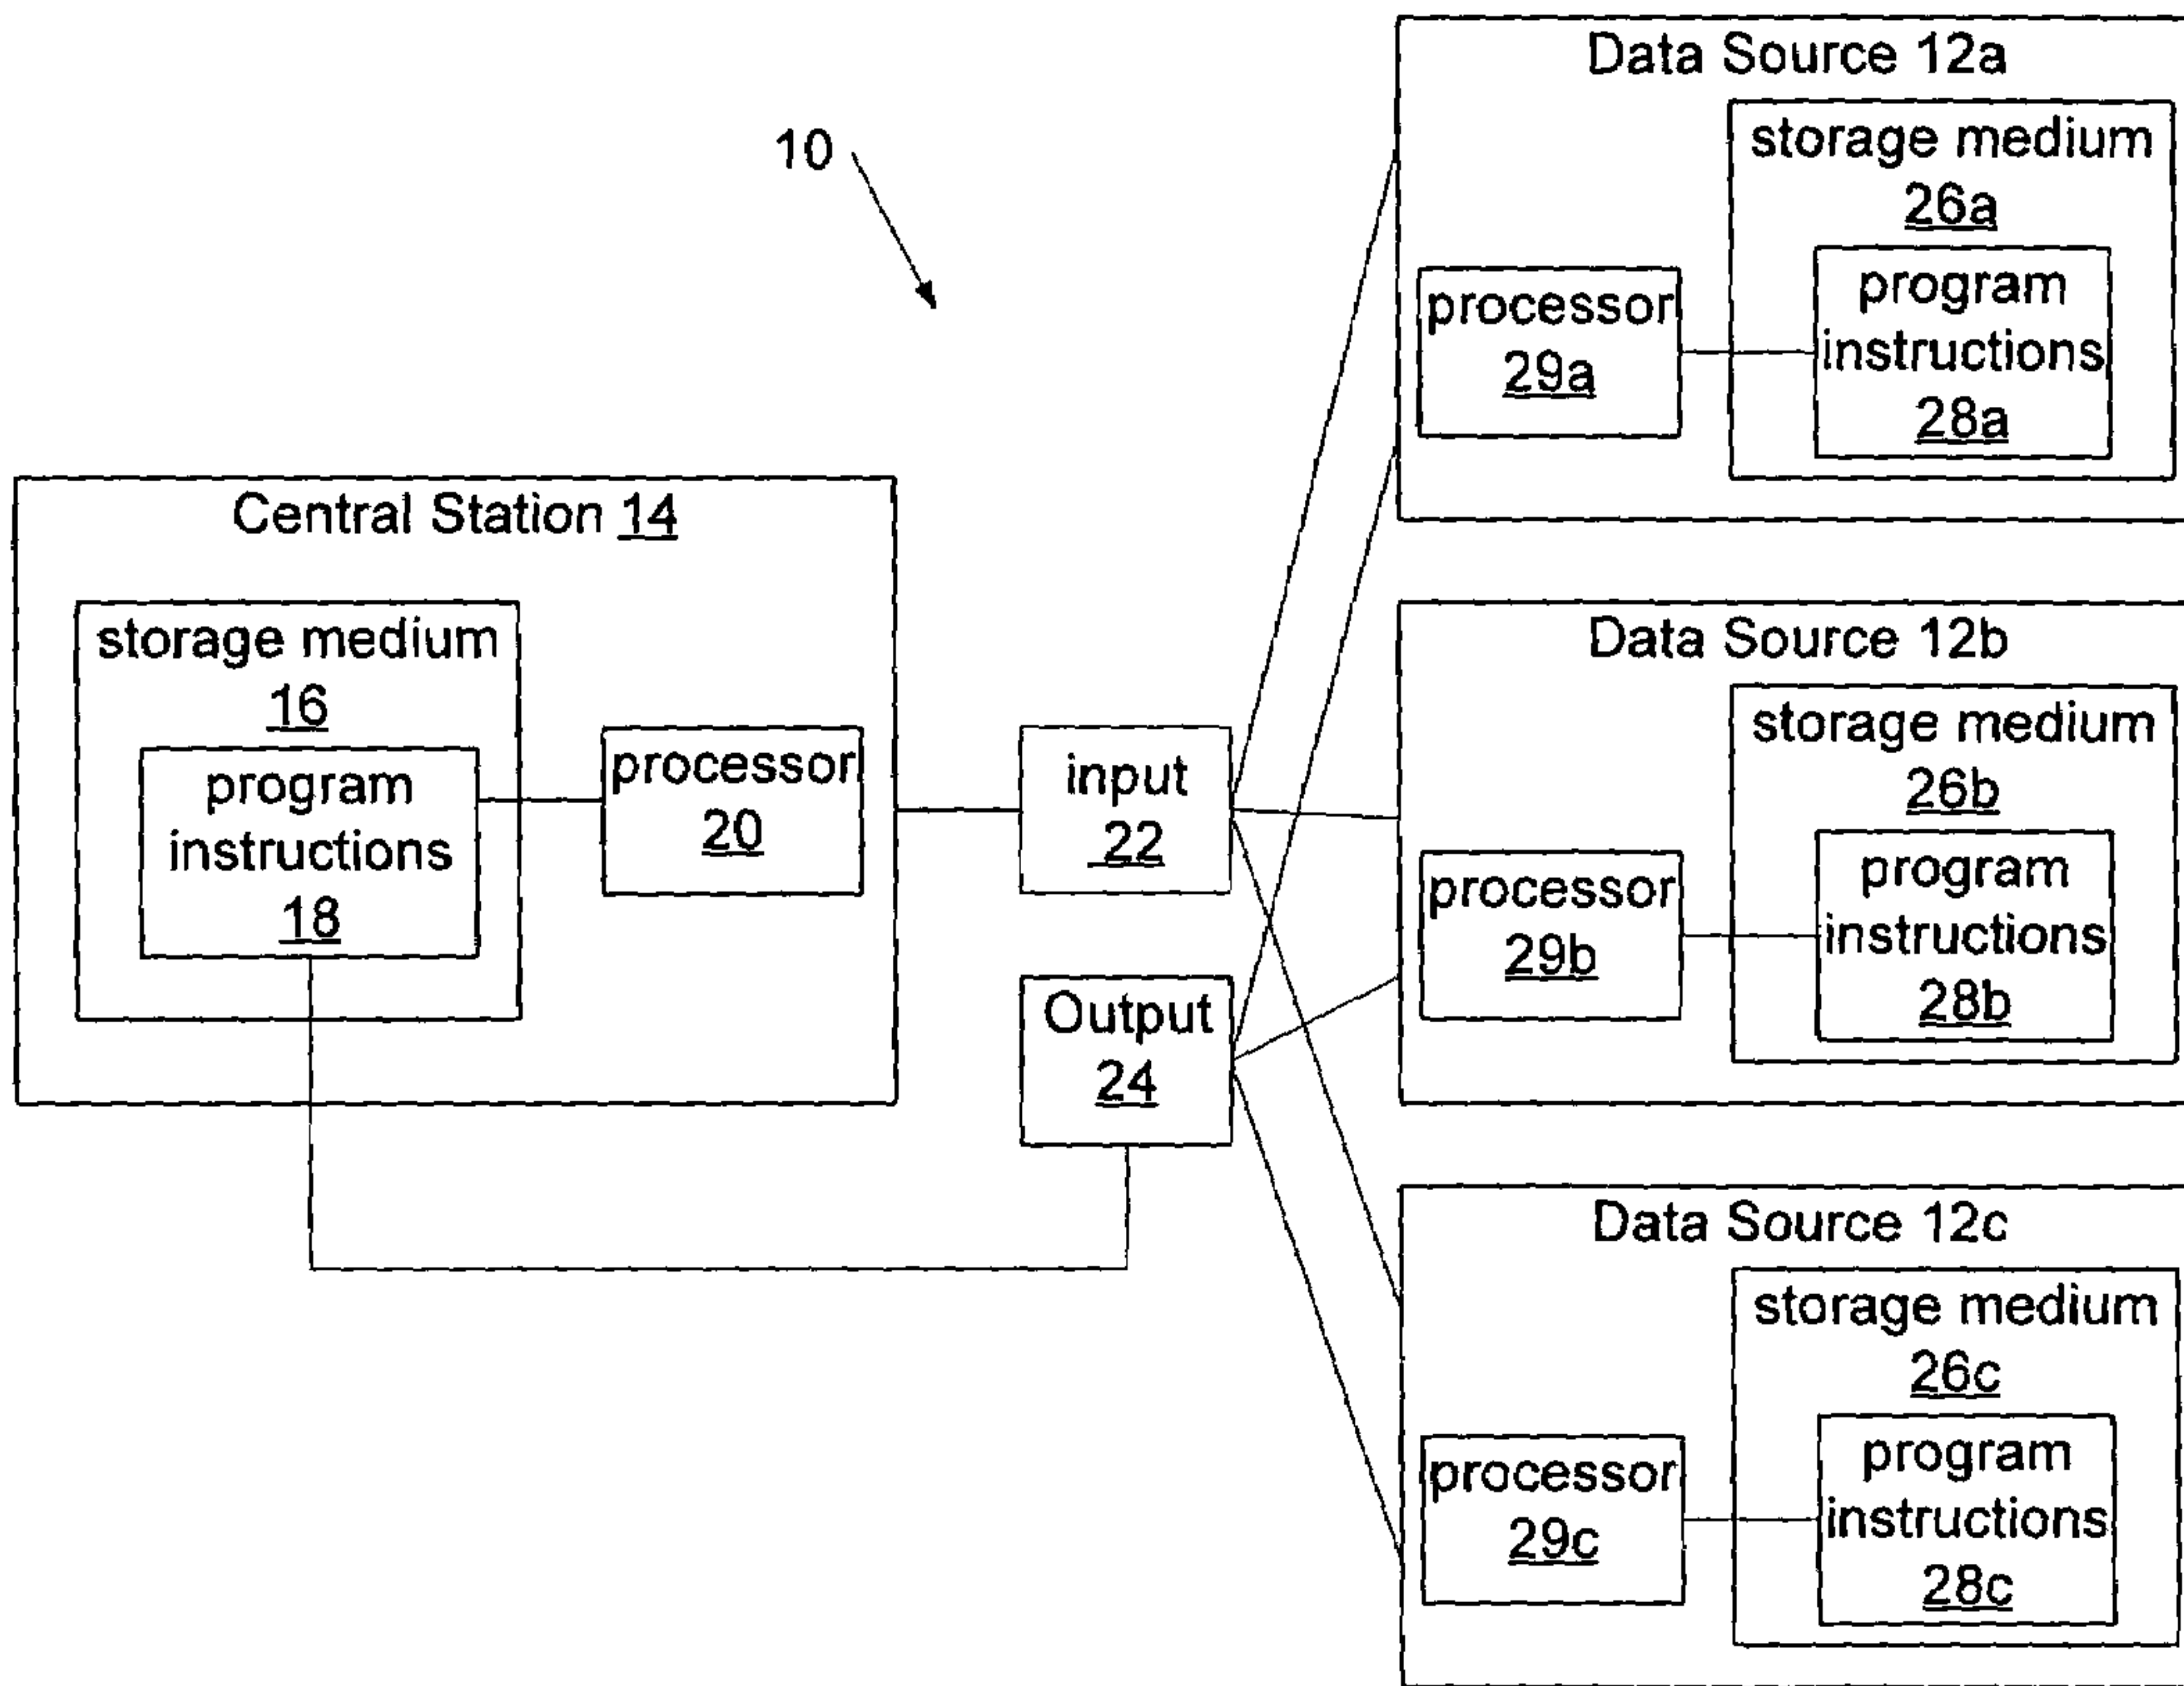 10
Central Station 14
storage medium
16
program
instructions
18
processor
20
input
22
Output
24
Data Source 12a
storage medium
26a
program
instructions
28a
processor
29a
Data Source 12b
storage medium
26b
program
instructions
28b
processor
29b
Data Source 12c
storage medium
26c
program
instructions
28c
processor
29c